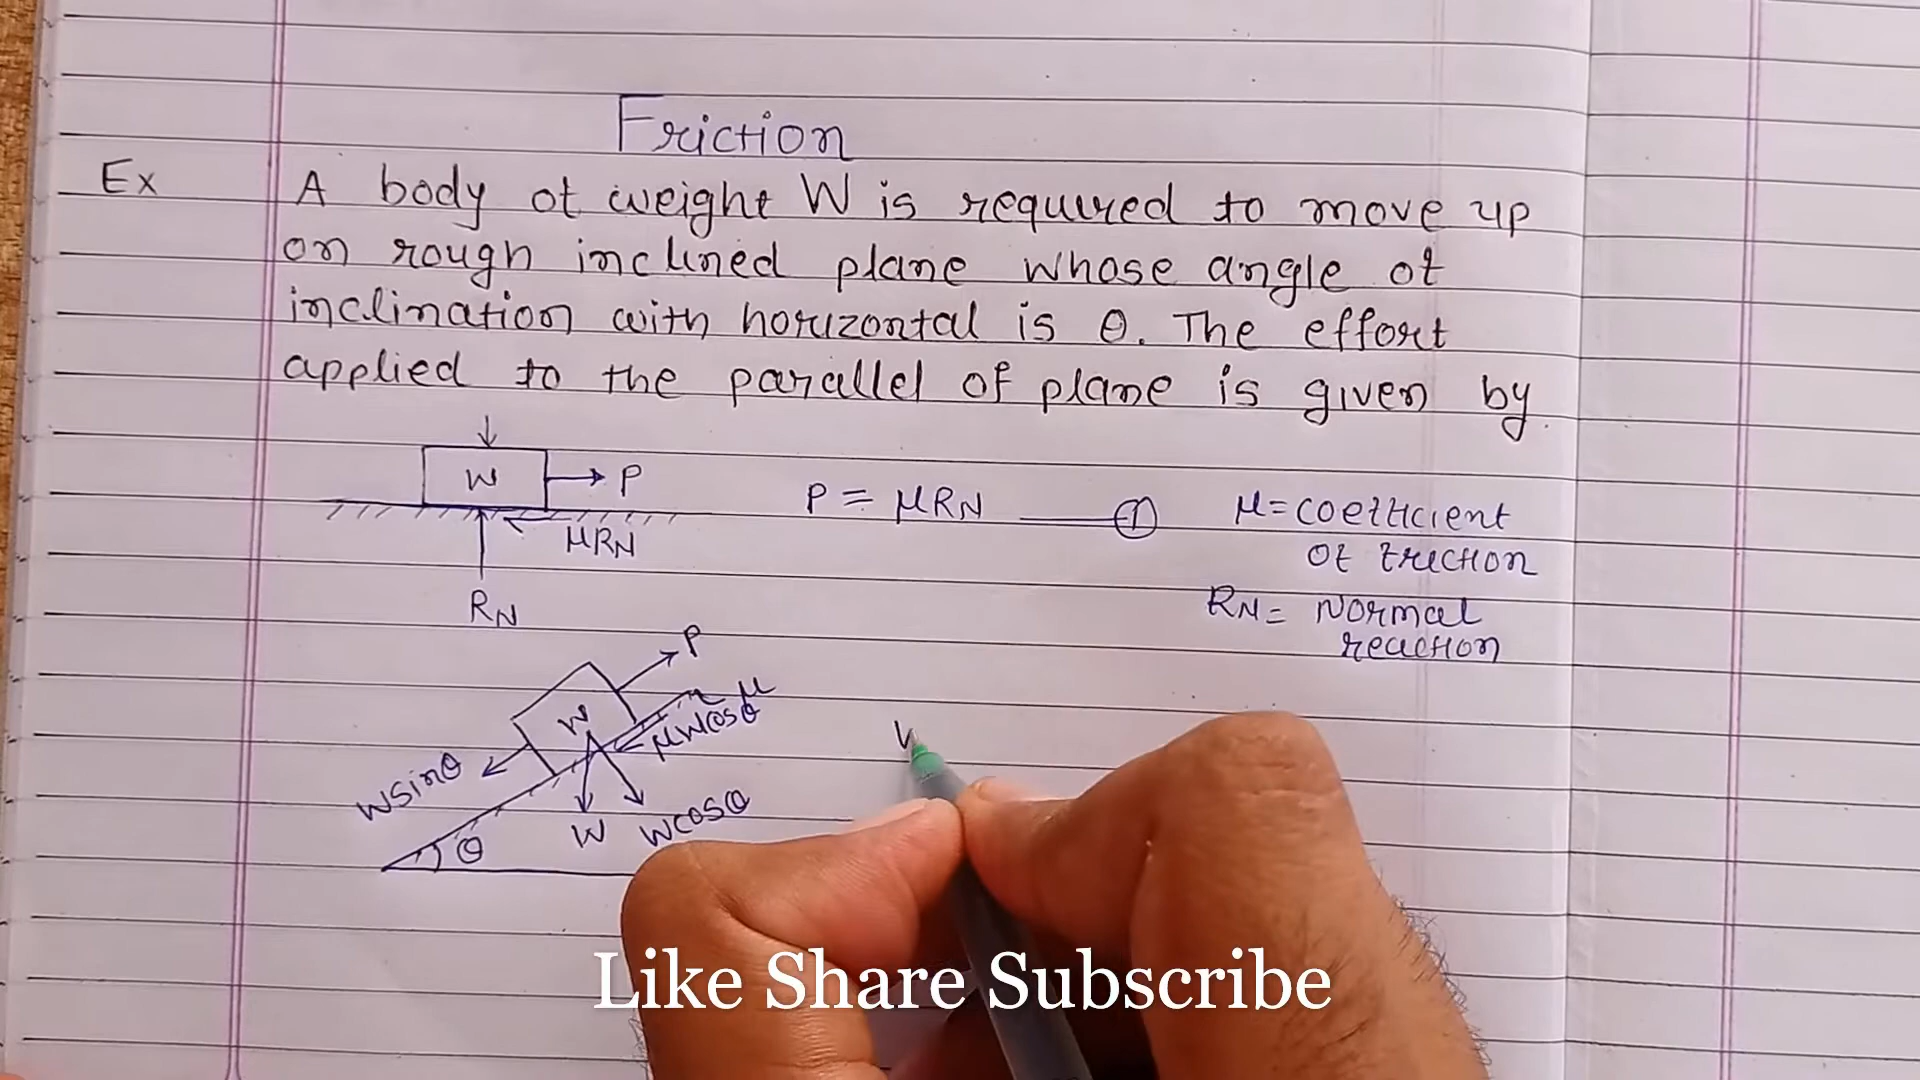 Friction
Ex A body of weight W is required to move up
on rough inclined plane whose angle of
inclination with horizontal is θ. The effort
applied to the parallel of plane is given by.
W P
P = μRN ① μ = coefficient
of friction
μRN
RN
RN = Normal
reaction
P
W
μ
μWcosθ
Wsinθ
W Wcosθ
θ
Like Share Subscribe